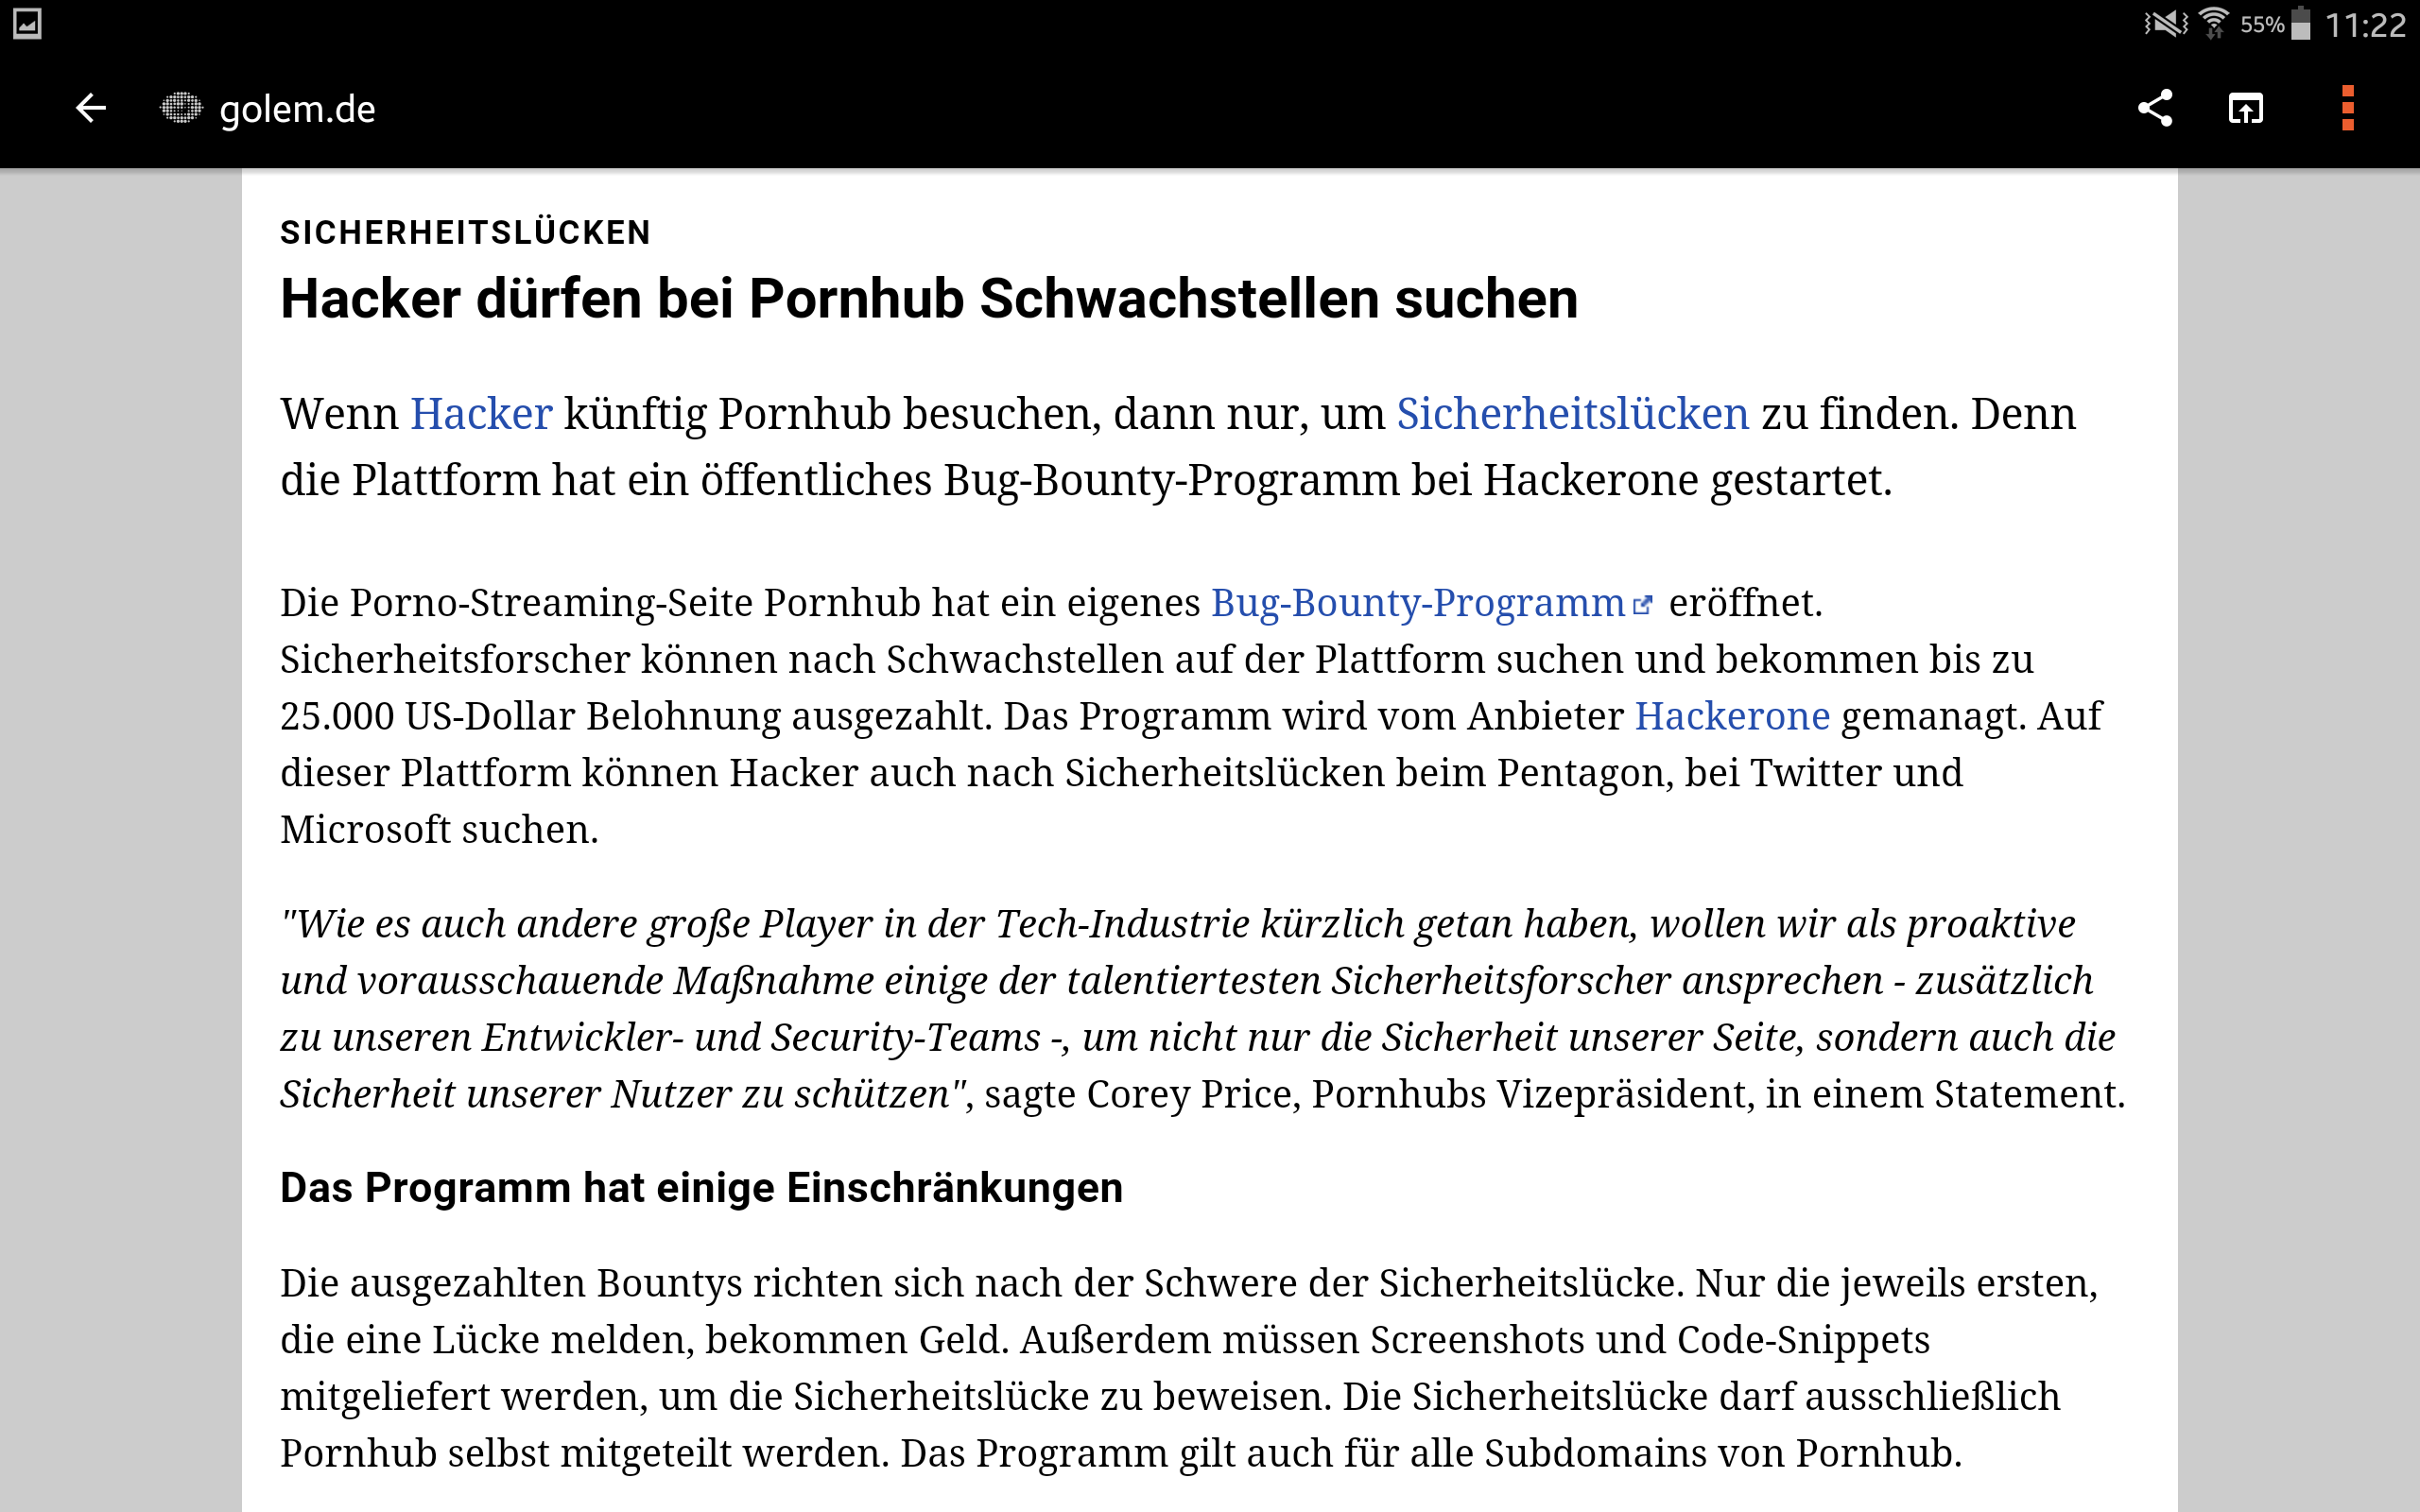 55% 11:22
golem.de
SICHERHEITSLÜCKEN
Hacker dürfen bei Pornhub Schwachstellen suchen
Wenn Hacker künftig Pornhub besuchen, dann nur, um Sicherheitslücken zu finden. Denn
die Plattform hat ein öffentliches Bug-Bounty-Programm bei Hackerone gestartet.
Die Porno-Streaming-Seite Pornhub hat ein eigenes Bug-Bounty-Programm eröffnet.
Sicherheitsforscher können nach Schwachstellen auf der Plattform suchen und bekommen bis zu
25.000 US-Dollar Belohnung ausgezahlt. Das Programm wird vom Anbieter Hackerone gemanagt. Auf
dieser Plattform können Hacker auch nach Sicherheitslücken beim Pentagon, bei Twitter und
Microsoft suchen.
"Wie es auch andere große Player in der Tech-Industrie kürzlich getan haben, wollen wir als proaktive
und vorausschauende Maßnahme einige der talentiertesten Sicherheitsforscher ansprechen - zusätzlich
zu unseren Entwickler- und Security-Teams -, um nicht nur die Sicherheit unserer Seite, sondern auch die
Sicherheit unserer Nutzer zu schützen", sagte Corey Price, Pornhubs Vizepräsident, in einem Statement.
Das Programm hat einige Einschränkungen
Die ausgezahlten Bountys richten sich nach der Schwere der Sicherheitslücke. Nur die jeweils ersten,
die eine Lücke melden, bekommen Geld. Außerdem müssen Screenshots und Code-Snippets
mitgeliefert werden, um die Sicherheitslücke zu beweisen. Die Sicherheitslücke darf ausschließlich
Pornhub selbst mitgeteilt werden. Das Programm gilt auch für alle Subdomains von Pornhub.